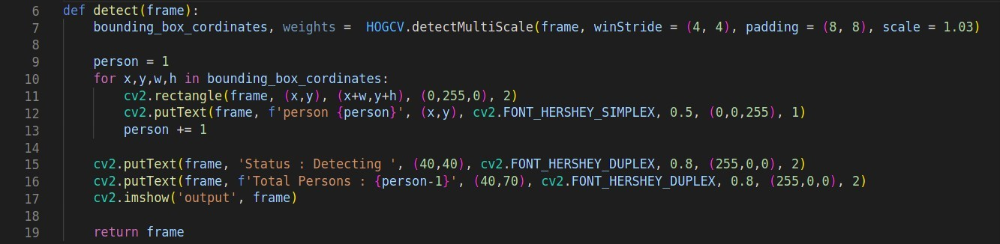 6 def detect(frame):
7 bounding_box_cordinates, weights =  HOGCV.detectMultiScale(frame, winStride = (4, 4), padding = (8, 8), scale = 1.03)
8
9 person = 1
10 for x,y,w,h in bounding_box_cordinates:
11 cv2.rectangle(frame, (x,y), (x+w,y+h), (0,255,0), 2)
12 cv2.putText(frame, f'person {person}', (x,y), cv2.FONT_HERSHEY_SIMPLEX, 0.5, (0,0,255), 1)
13 person += 1
14
15 cv2.putText(frame, 'Status : Detecting ', (40,40), cv2.FONT_HERSHEY_DUPLEX, 0.8, (255,0,0), 2)
16 cv2.putText(frame, f'Total Persons : {person-1}', (40,70), cv2.FONT_HERSHEY_DUPLEX, 0.8, (255,0,0), 2)
17 cv2.imshow('output', frame)
18
19 return frame